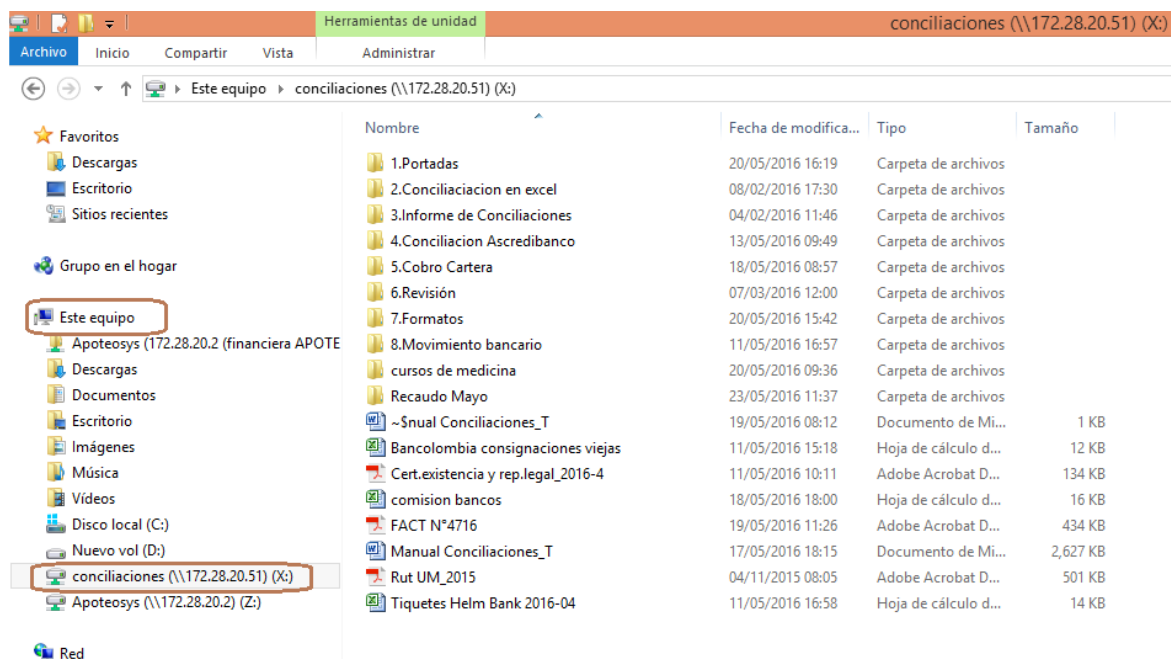 Herramientas de unidad
conciliaciones (\\172.28.20.51) (X:)
Archivo Inicio Compartir Vista Administrar
Este equipo conciliaciones (\\172.28.20.51) (X:)
Favoritos
Descargas
Escritorio
Sitios recientes
Grupo en el hogar
Este equipo
Apoteosys (172.28.20.2 (financiera APOTE
Descargas
Documentos
Escritorio
Imágenes
Música
Vídeos
Disco local (C:)
Nuevo vol (D:)
conciliaciones (\\172.28.20.51) (X:)
Apoteosys (\\172.28.20.2) (Z:)
Red
Nombre Fecha de modifica... Tipo Tamaño
1.Portadas 20/05/2016 16:19 Carpeta de archivos
2.Conciliaciacion en excel 08/02/2016 17:30 Carpeta de archivos
3.Informe de Conciliaciones 04/02/2016 11:46 Carpeta de archivos
4.Conciliacion Ascredibanco 13/05/2016 09:49 Carpeta de archivos
5.Cobro Cartera 18/05/2016 08:57 Carpeta de archivos
6.Revisión 07/03/2016 12:00 Carpeta de archivos
7.Formatos 20/05/2016 15:42 Carpeta de archivos
8.Movimiento bancario 11/05/2016 16:57 Carpeta de archivos
cursos de medicina 20/05/2016 09:36 Carpeta de archivos
Recaudo Mayo 23/05/2016 11:37 Carpeta de archivos
~$nual Conciliaciones_T 19/05/2016 08:12 Documento de Mi... 1 KB
Bancolombia consignaciones viejas 11/05/2016 15:18 Hoja de cálculo d... 12 KB
Cert.existencia y rep.legal_2016-4 11/05/2016 10:11 Adobe Acrobat D... 134 KB
comision bancos 18/05/2016 18:00 Hoja de cálculo d... 16 KB
FACT N°4716 19/05/2016 11:26 Adobe Acrobat D... 434 KB
Manual Conciliaciones_T 17/05/2016 18:15 Documento de Mi... 2,627 KB
Rut UM_2015 04/11/2015 08:05 Adobe Acrobat D... 501 KB
Tiquetes Helm Bank 2016-04 11/05/2016 16:58 Hoja de cálculo d... 14 KB